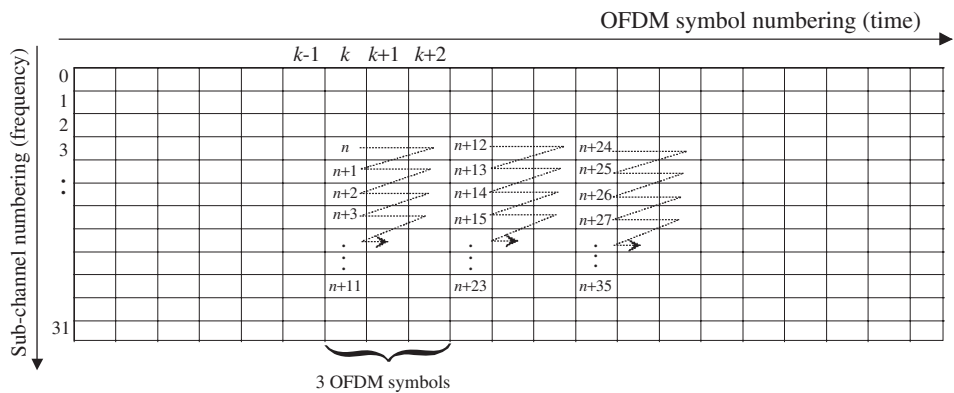 OFDM symbol numbering (time)
Sub-channel numbering (frequency)
k-1 k k+1 k+2
0
1
2
3
31
n n+12 n+24
n+1 n+13 n+25
n+2 n+14 n+26
n+3 n+15 n+27
n+11 n+23 n+35
3 OFDM symbols